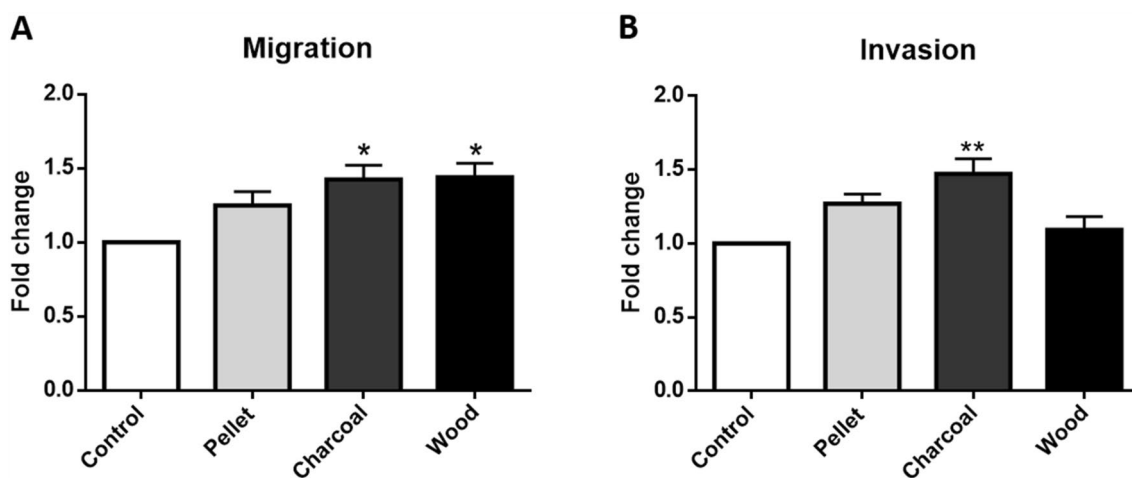 A
Migration
Fold change
2.0
1.5
1.0
0.5
0.0
*
*
Control
Pellet
Charcoal
Wood
B
Invasion
Fold change
2.0
1.5
1.0
0.5
0.0
**
Control
Pellet
Charcoal
Wood